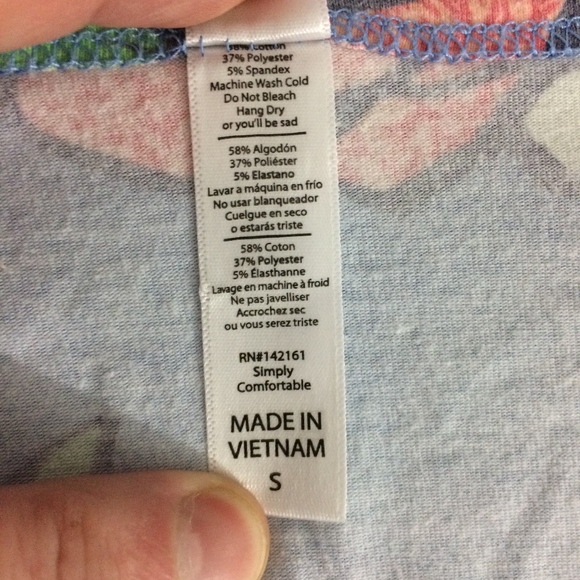 58% Cotton
37% Polyester
5% Spandex
Machine Wash Cold
Do Not Bleach
Hang Dry
or you'll be sad
58% Algodón
37% Poliéster
5% Elastano
Lavar a máquina en frío
No usar blanqueador
Cuelgue en seco
o estarás triste
58% Coton
37% Polyester
5% Élasthanne
Lavage en machine à froid
Ne pas javelliser
Accrochez sec
ou vous serez triste
RN#142161
Simply
Comfortable
MADE IN
VIETNAM
S